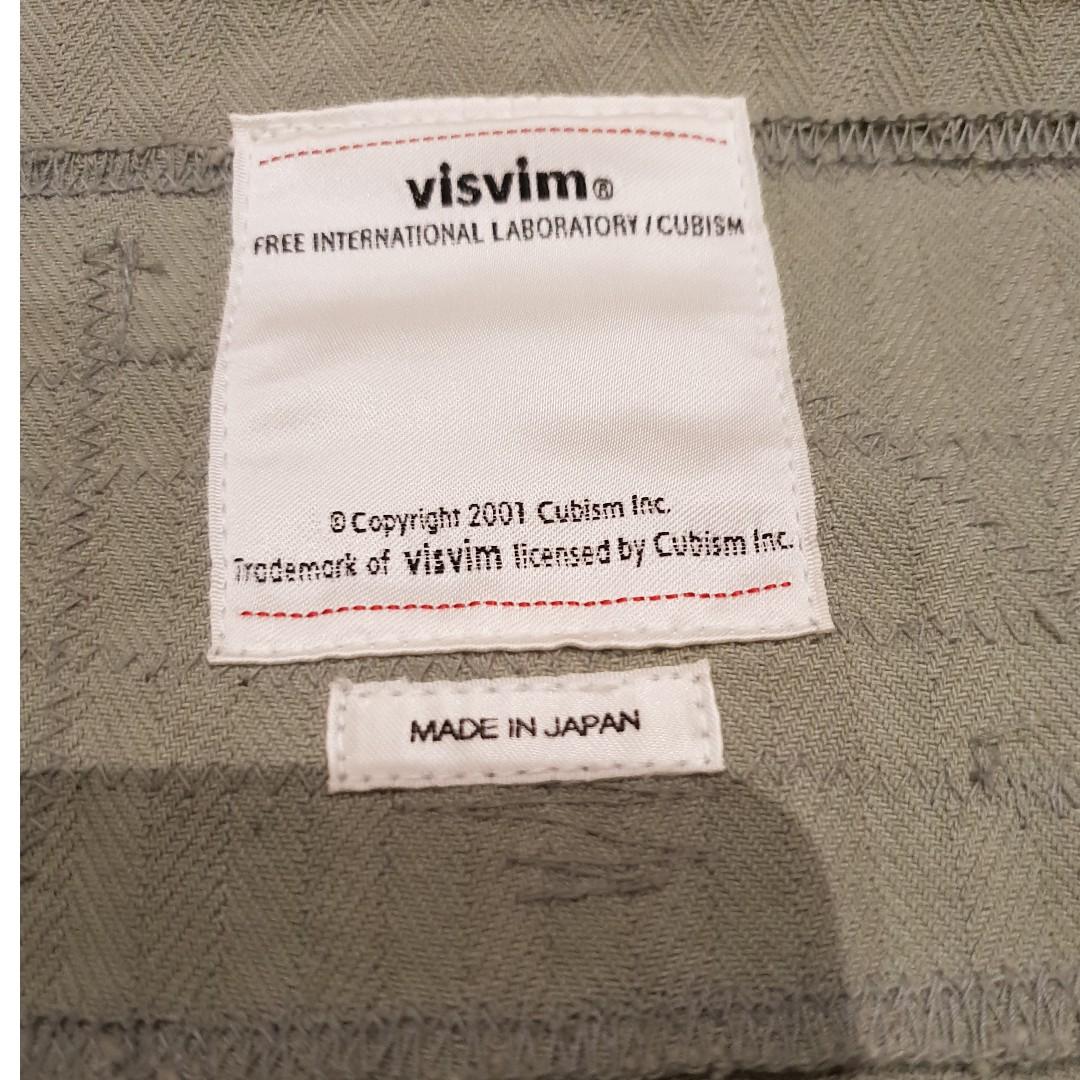 visvim®
FREE INTERNATIONAL LABORATORY / CUBISM
© Copyright 2001 Cubism Inc.
Trademark of visvim licensed by Cubism Inc.
MADE IN JAPAN